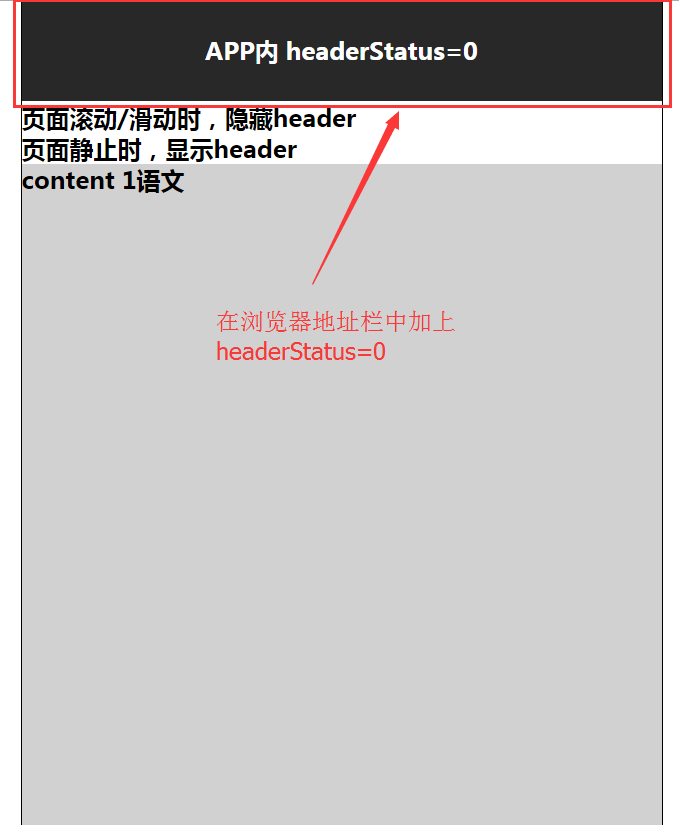 APP内 headerStatus=0
页面滚动/滑动时，隐藏header
页面静止时，显示header
content 1语文
在浏览器地址栏中加上
headerStatus=0